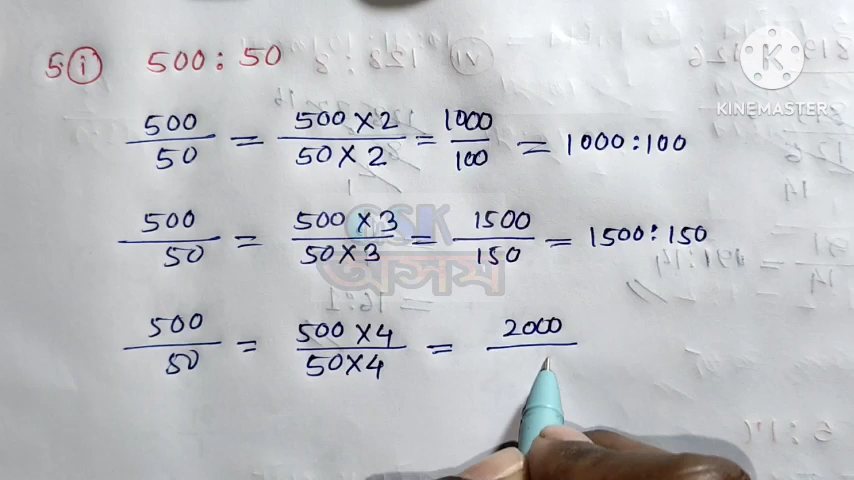 5(i) 500 : 50
KINEMASTER
500/50 = 500 × 2/50 × 2 = 1000/100 = 1000 : 100
500/50 = 500 × 3/50 × 3 = 1500/150 = 1500 : 150
GSK
অসম
500/50 = 500 × 4/50 × 4 = 2000